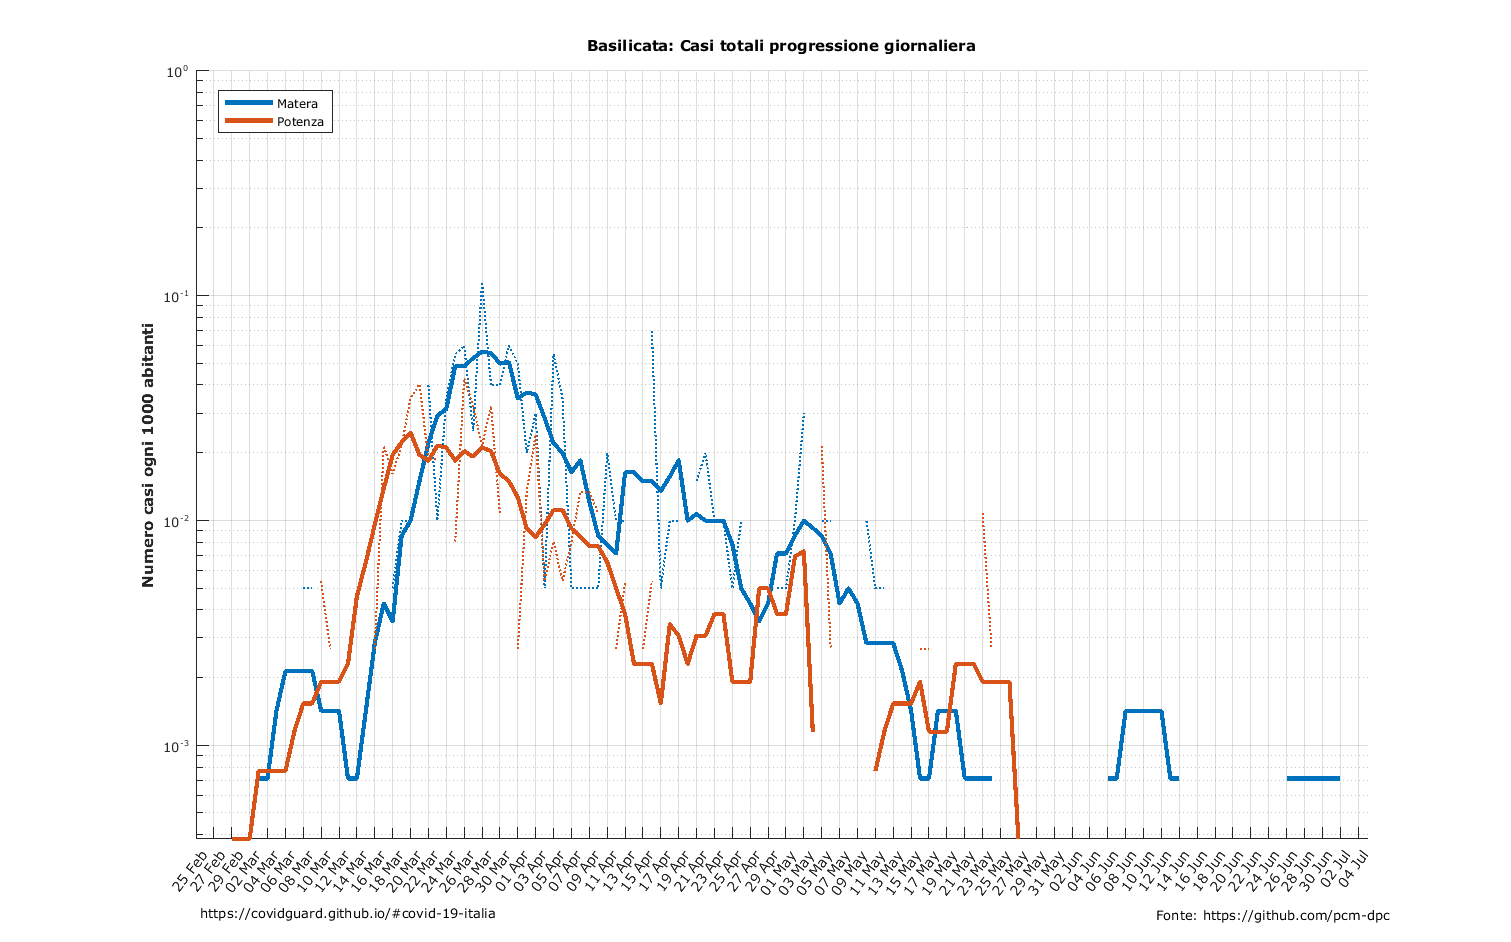 Basilicata: Casi totali progressione giornaliera
Numero casi ogni 1000 abitanti
10^0
10^-1
10^-2
10^-3
Matera
Potenza
25 Feb
27 Feb
29 Feb
02 Mar
04 Mar
06 Mar
08 Mar
10 Mar
12 Mar
14 Mar
16 Mar
18 Mar
20 Mar
22 Mar
24 Mar
26 Mar
28 Mar
30 Mar
01 Apr
03 Apr
05 Apr
07 Apr
09 Apr
11 Apr
13 Apr
15 Apr
17 Apr
19 Apr
21 Apr
23 Apr
25 Apr
27 Apr
29 Apr
01 May
03 May
05 May
07 May
09 May
11 May
13 May
15 May
17 May
19 May
21 May
23 May
25 May
27 May
29 May
31 May
02 Jun
04 Jun
06 Jun
08 Jun
10 Jun
12 Jun
14 Jun
16 Jun
18 Jun
20 Jun
22 Jun
24 Jun
26 Jun
28 Jun
30 Jun
02 Jul
04 Jul
https://covidguard.github.io/#covid-19-italia
Fonte: https://github.com/pcm-dpc